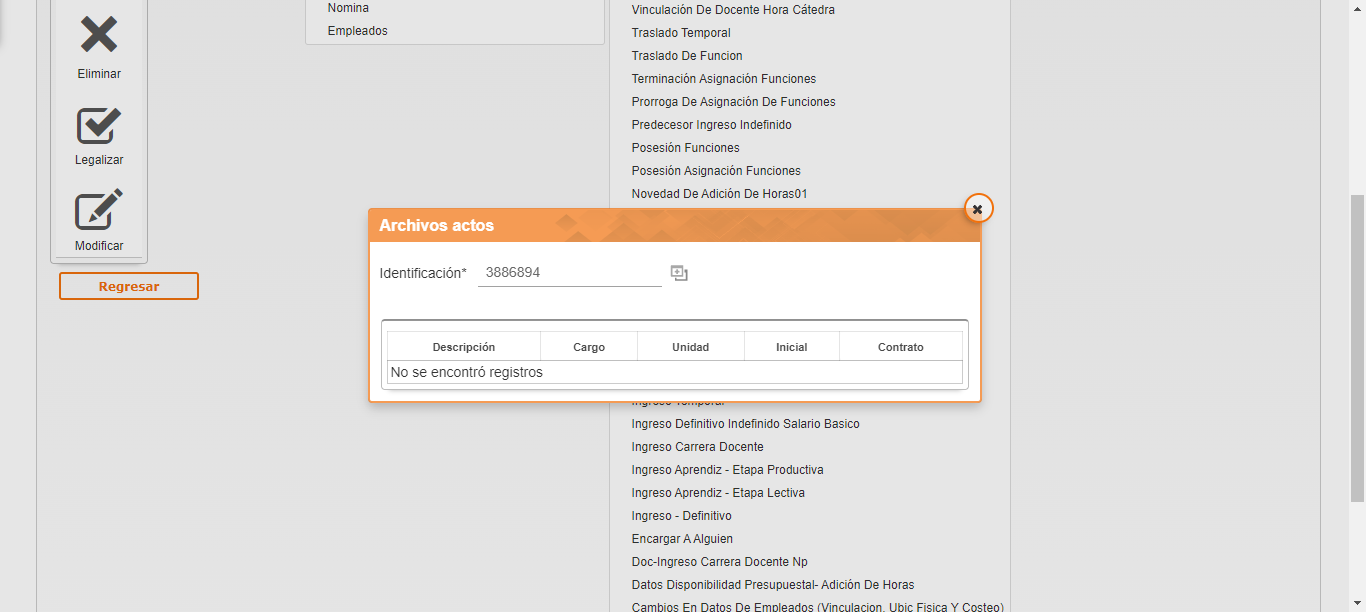 Eliminar
Legalizar
Modificar
Regresar
Nomina
Empleados
Vinculación De Docente Hora Cátedra
Traslado Temporal
Traslado De Funcion
Terminación Asignación Funciones
Prorroga De Asignación De Funciones
Predecesor Ingreso Indefinido
Posesión Funciones
Posesión Asignación Funciones
Novedad De Adición De Horas01
Archivos actos
Identificación* 3886894
Descripción Cargo Unidad Inicial Contrato
No se encontró registros
Ingreso Temporal
Ingreso Definitivo Indefinido Salario Basico
Ingreso Carrera Docente
Ingreso Aprendiz - Etapa Productiva
Ingreso Aprendiz - Etapa Lectiva
Ingreso - Definitivo
Encargar A Alguien
Doc-Ingreso Carrera Docente Np
Datos Disponibilidad Presupuestal- Adición De Horas
Cambios En Datos De Empleados (Vinculacion, Ubic Fisica Y Costeo)